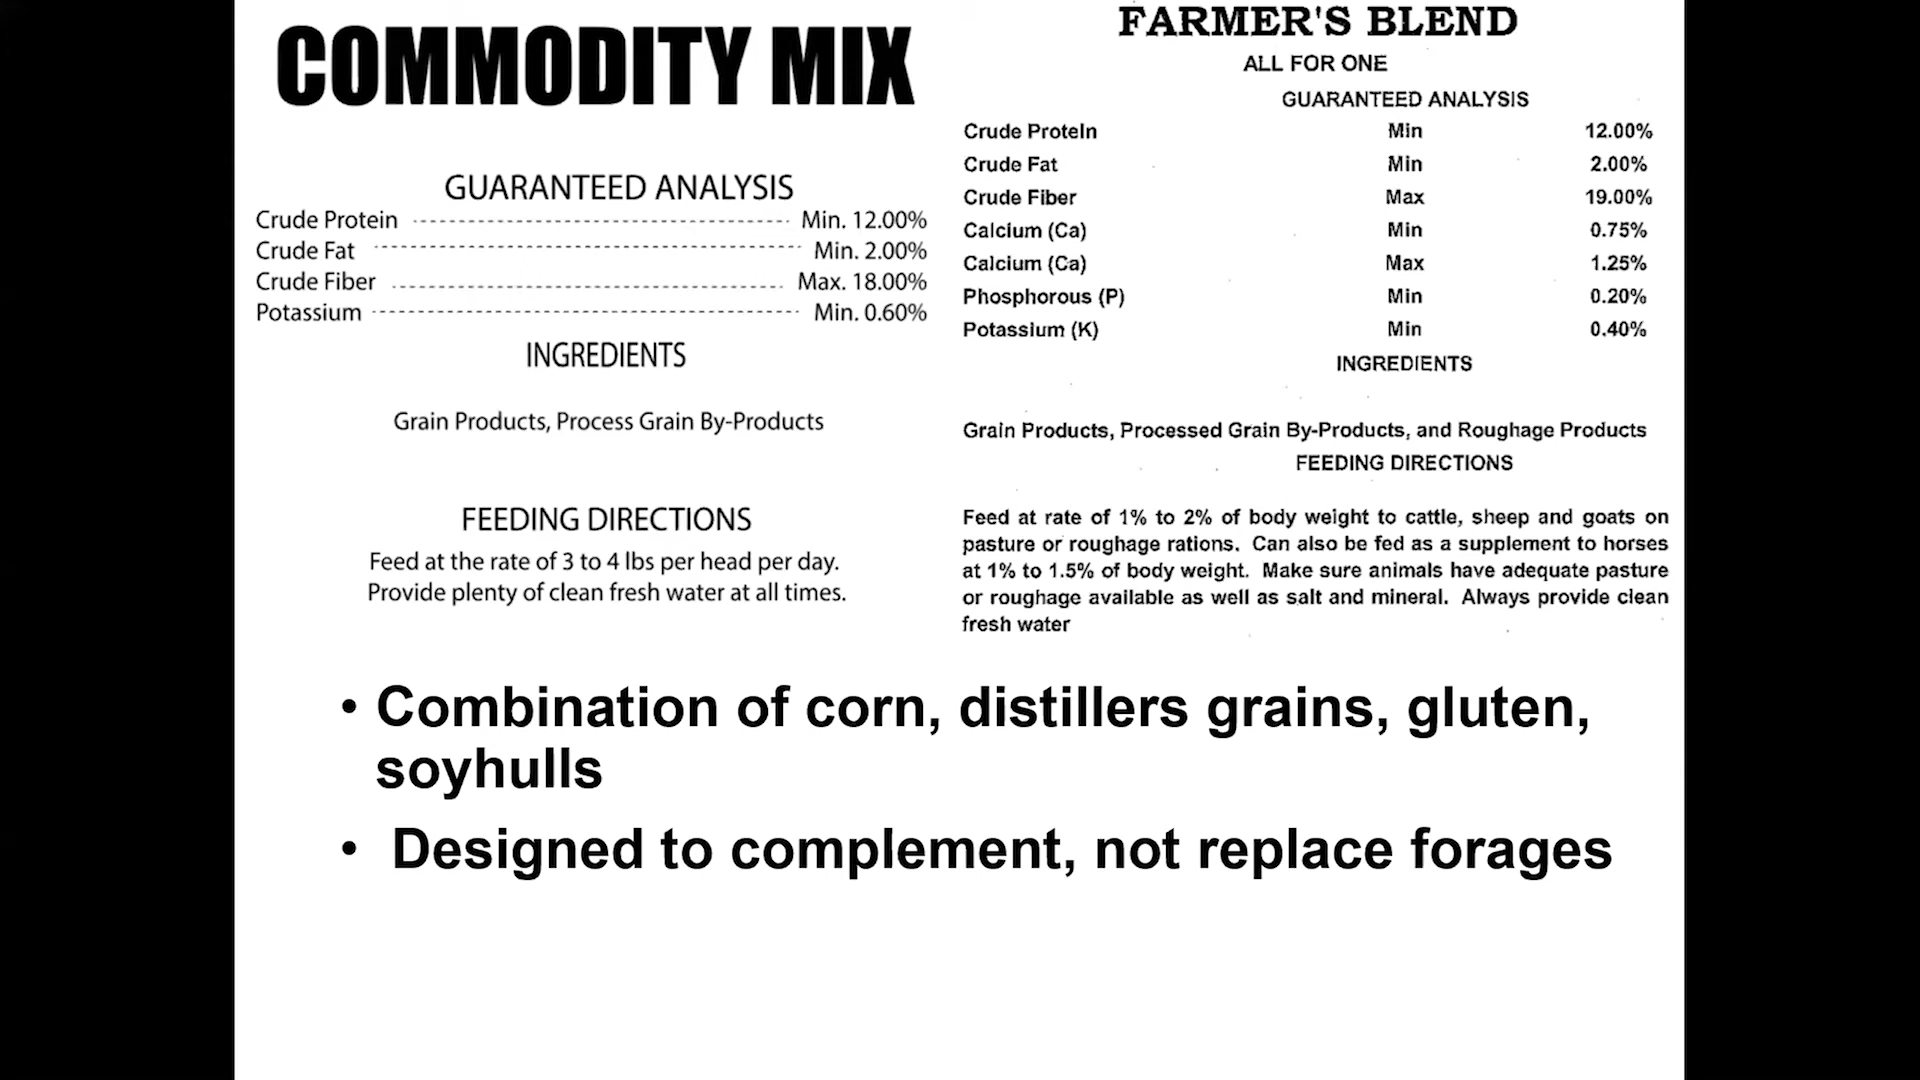 COMMODITY MIX
GUARANTEED ANALYSIS
Crude Protein Min. 12.00%
Crude Fat Min. 2.00%
Crude Fiber Max. 18.00%
Potassium Min. 0.60%
INGREDIENTS
Grain Products, Process Grain By-Products
FEEDING DIRECTIONS
Feed at the rate of 3 to 4 lbs per head per day.
Provide plenty of clean fresh water at all times.
FARMER'S BLEND
ALL FOR ONE
GUARANTEED ANALYSIS
Crude Protein Min 12.00%
Crude Fat Min 2.00%
Crude Fiber Max 19.00%
Calcium (Ca) Min 0.75%
Calcium (Ca) Max 1.25%
Phosphorous (P) Min 0.20%
Potassium (K) Min 0.40%
INGREDIENTS
Grain Products, Processed Grain By-Products, and Roughage Products
FEEDING DIRECTIONS
Feed at rate of 1% to 2% of body weight to cattle, sheep and goats on
pasture or roughage rations. Can also be fed as a supplement to horses
at 1% to 1.5% of body weight. Make sure animals have adequate pasture
or roughage available as well as salt and mineral. Always provide clean
fresh water
• Combination of corn, distillers grains, gluten,
soyhulls
• Designed to complement, not replace forages